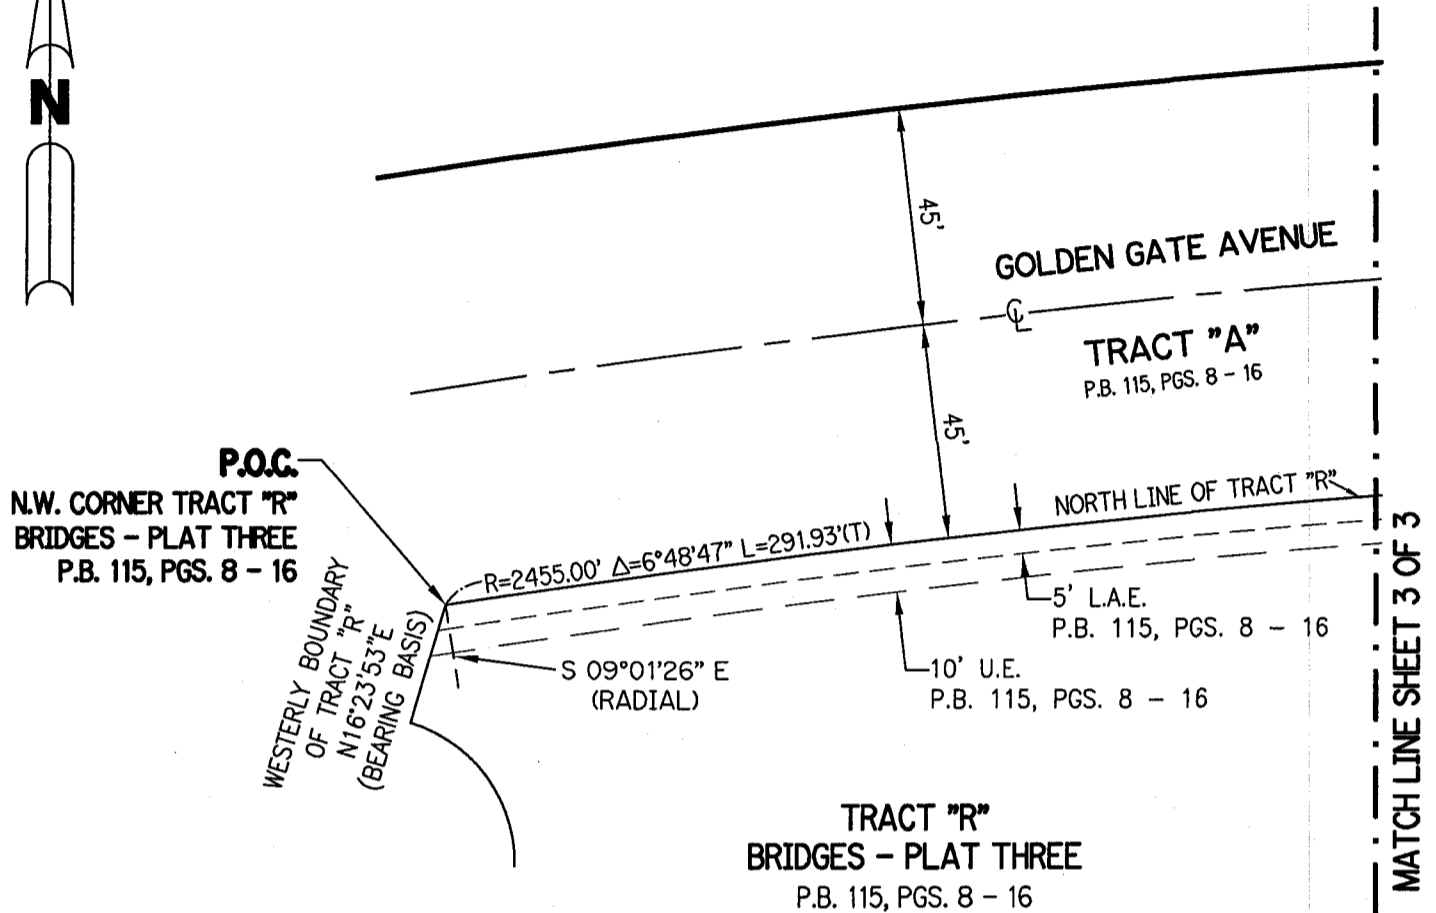 N
45'
GOLDEN GATE AVENUE
℄
TRACT "A"
P.B. 115, PGS. 8 - 16
45'
P.O.C.
N.W. CORNER TRACT "R"
BRIDGES - PLAT THREE
P.B. 115, PGS. 8 - 16
NORTH LINE OF TRACT "R"
R=2455.00' Δ=6°48'47" L=291.93'(T)
WESTERLY BOUNDARY
OF TRACT "R"
N16°23'53"E
(BEARING BASIS)
S 09°01'26" E
(RADIAL)
5' L.A.E.
P.B. 115, PGS. 8 - 16
10' U.E.
P.B. 115, PGS. 8 - 16
TRACT "R"
BRIDGES - PLAT THREE
P.B. 115, PGS. 8 - 16
MATCH LINE SHEET 3 OF 3